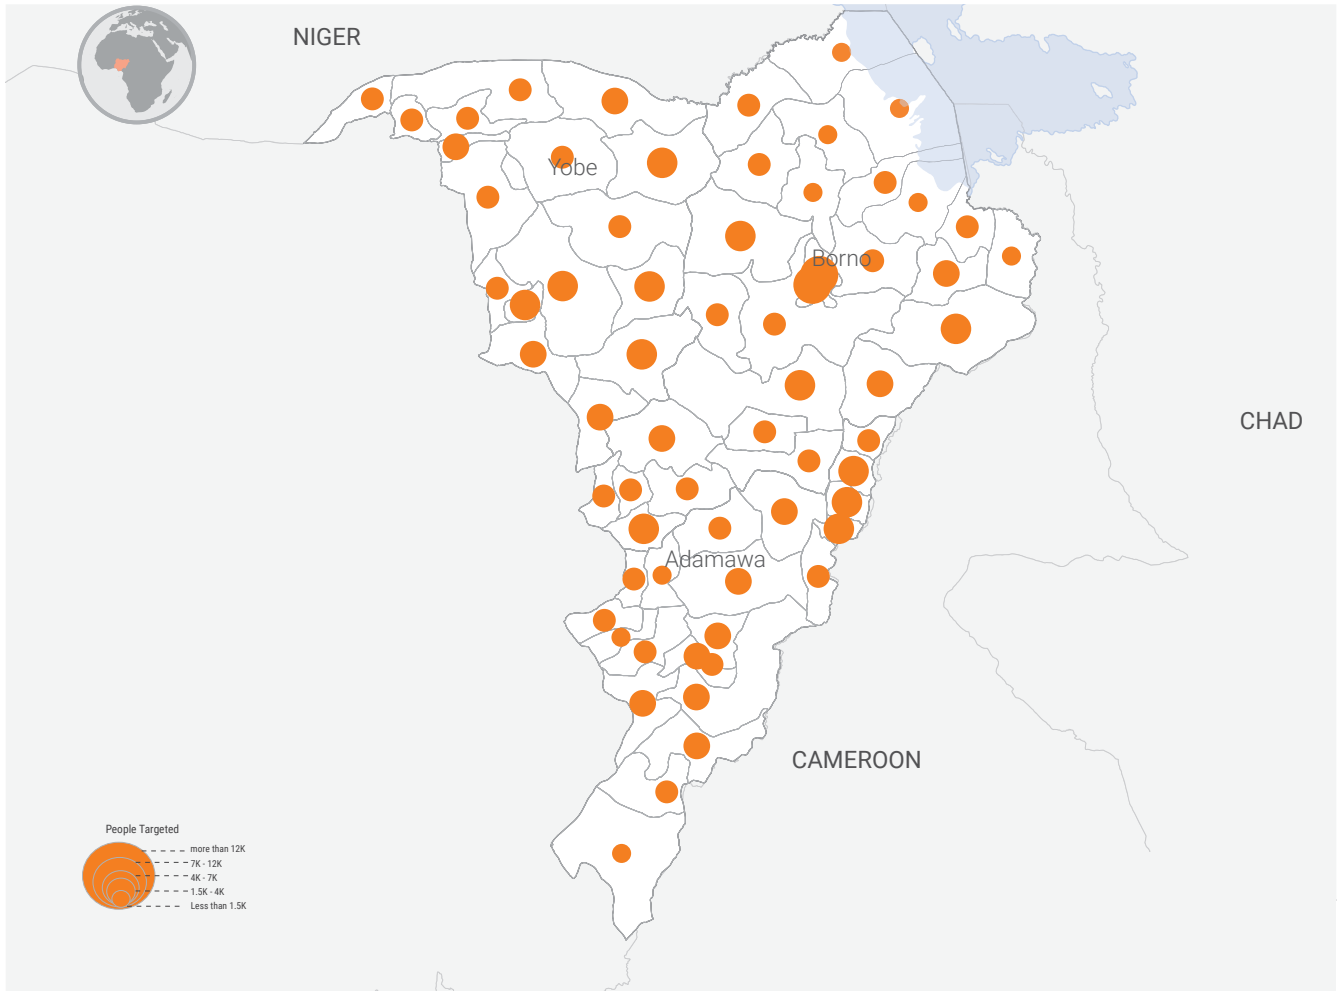 NIGER
Yobe
Borno
CHAD
Adamawa
CAMEROON
People Targeted
more than 12K
7K - 12K
4K - 7K
1.5K - 4K
Less than 1.5K